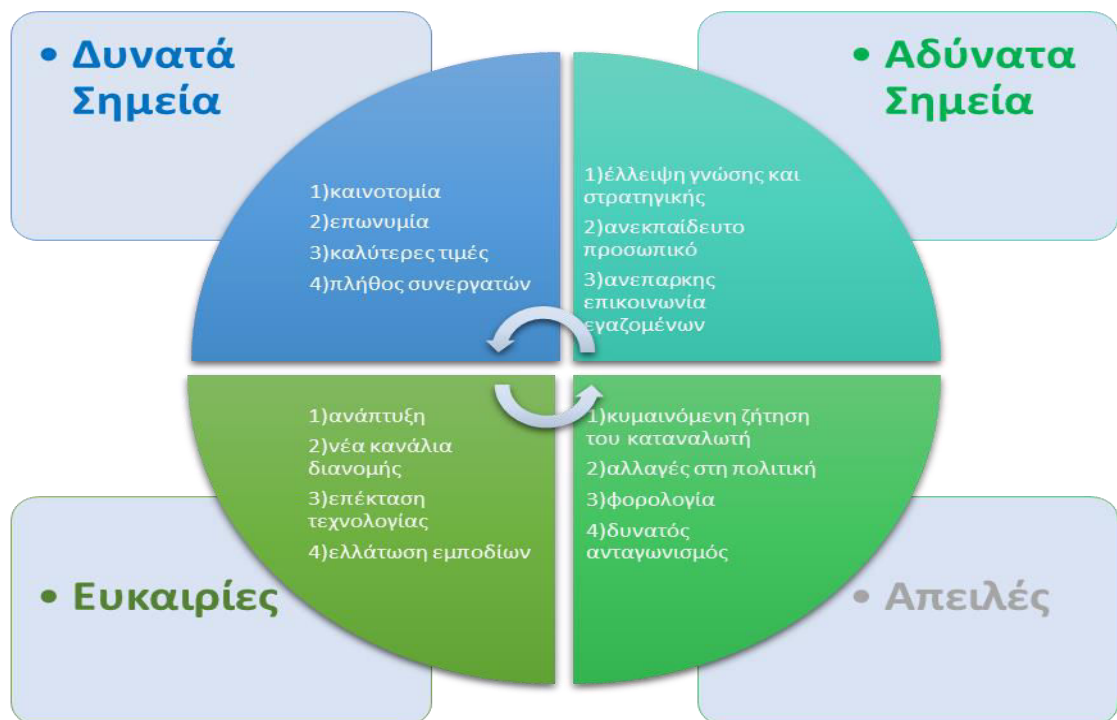 • Δυνατά
Σημεία
1)καινοτομία
2)επωνυμία
3)καλύτερες τιμές
4)πλήθος συνεργατών
• Αδύνατα
Σημεία
1)έλλειψη γνώσης και
στρατηγικής
2)ανεκπαίδευτο
προσωπικό
3)ανεπαρκης
επικοινωνία
εγαζομένων
1)ανάπτυξη
2)νέα κανάλια
διανομής
3)επέκταση
τεχνολογίας
4)ελλάτωση εμποδίων
• Ευκαιρίες
1)κυμαινόμενη ζήτηση
του καταναλωτή
2)αλλαγές στη πολιτική
3)φορολογία
4)δυνατός
ανταγωνισμός
• Απειλές